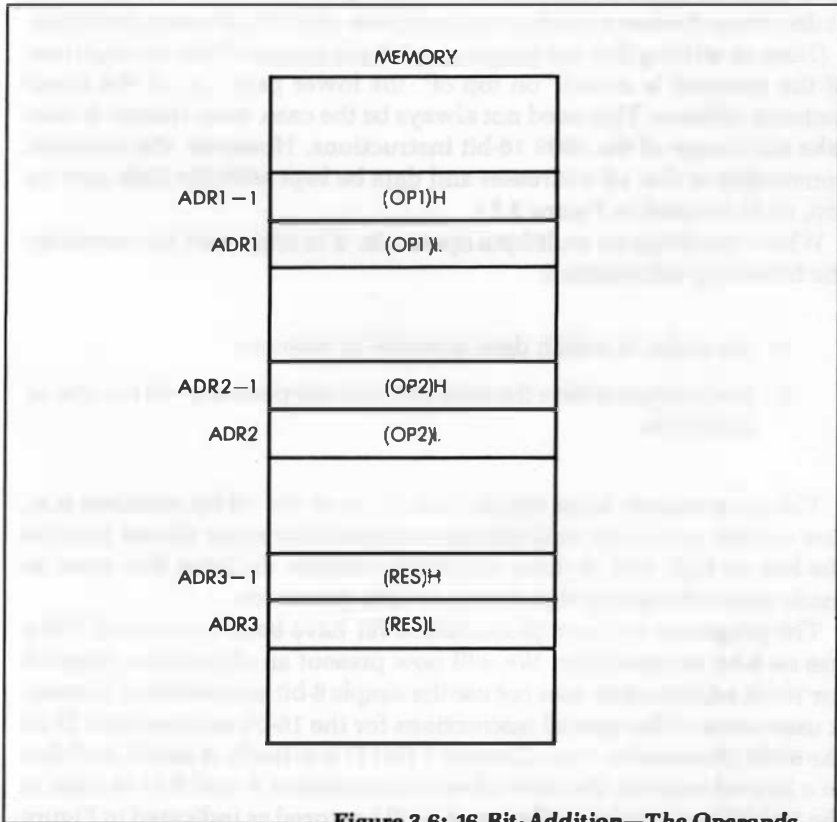 MEMORY
ADR1–1 (OP1)H
ADR1 (OP1)L
ADR2–1 (OP2)H
ADR2 (OP2)L
ADR3–1 (RES)H
ADR3 (RES)L
Figure 3.6: 16-Bit Addition—The Operands